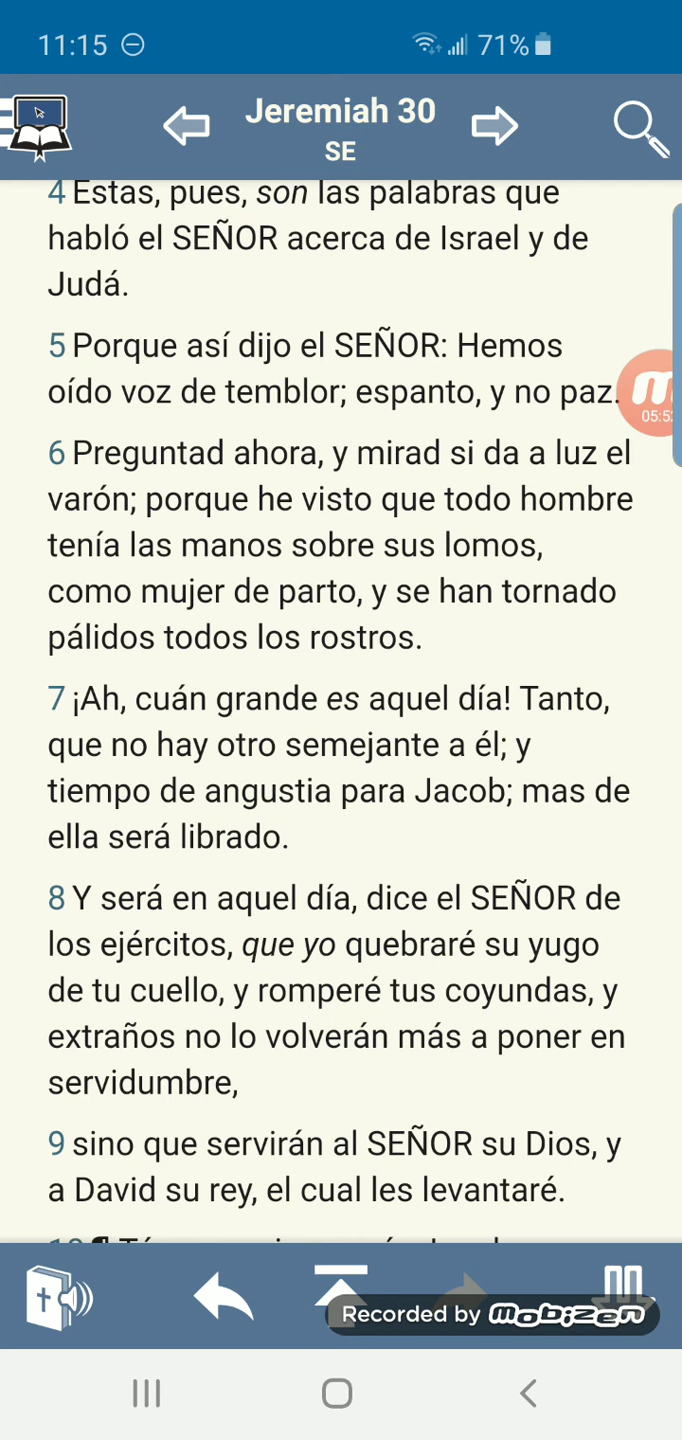 11:15 71%
Jeremiah 30
SE
4 Estas, pues, son las palabras que
habló el SEÑOR acerca de Israel y de
Judá.
5 Porque así dijo el SEÑOR: Hemos
oído voz de temblor; espanto, y no paz.
6 Preguntad ahora, y mirad si da a luz el
varón; porque he visto que todo hombre
tenía las manos sobre sus lomos,
como mujer de parto, y se han tornado
pálidos todos los rostros.
7 ¡Ah, cuán grande es aquel día! Tanto,
que no hay otro semejante a él; y
tiempo de angustia para Jacob; mas de
ella será librado.
8 Y será en aquel día, dice el SEÑOR de
los ejércitos, que yo quebraré su yugo
de tu cuello, y romperé tus coyundas, y
extraños no lo volverán más a poner en
servidumbre,
9 sino que servirán al SEÑOR su Dios, y
a David su rey, el cual les levantaré.
Recorded by mobizen